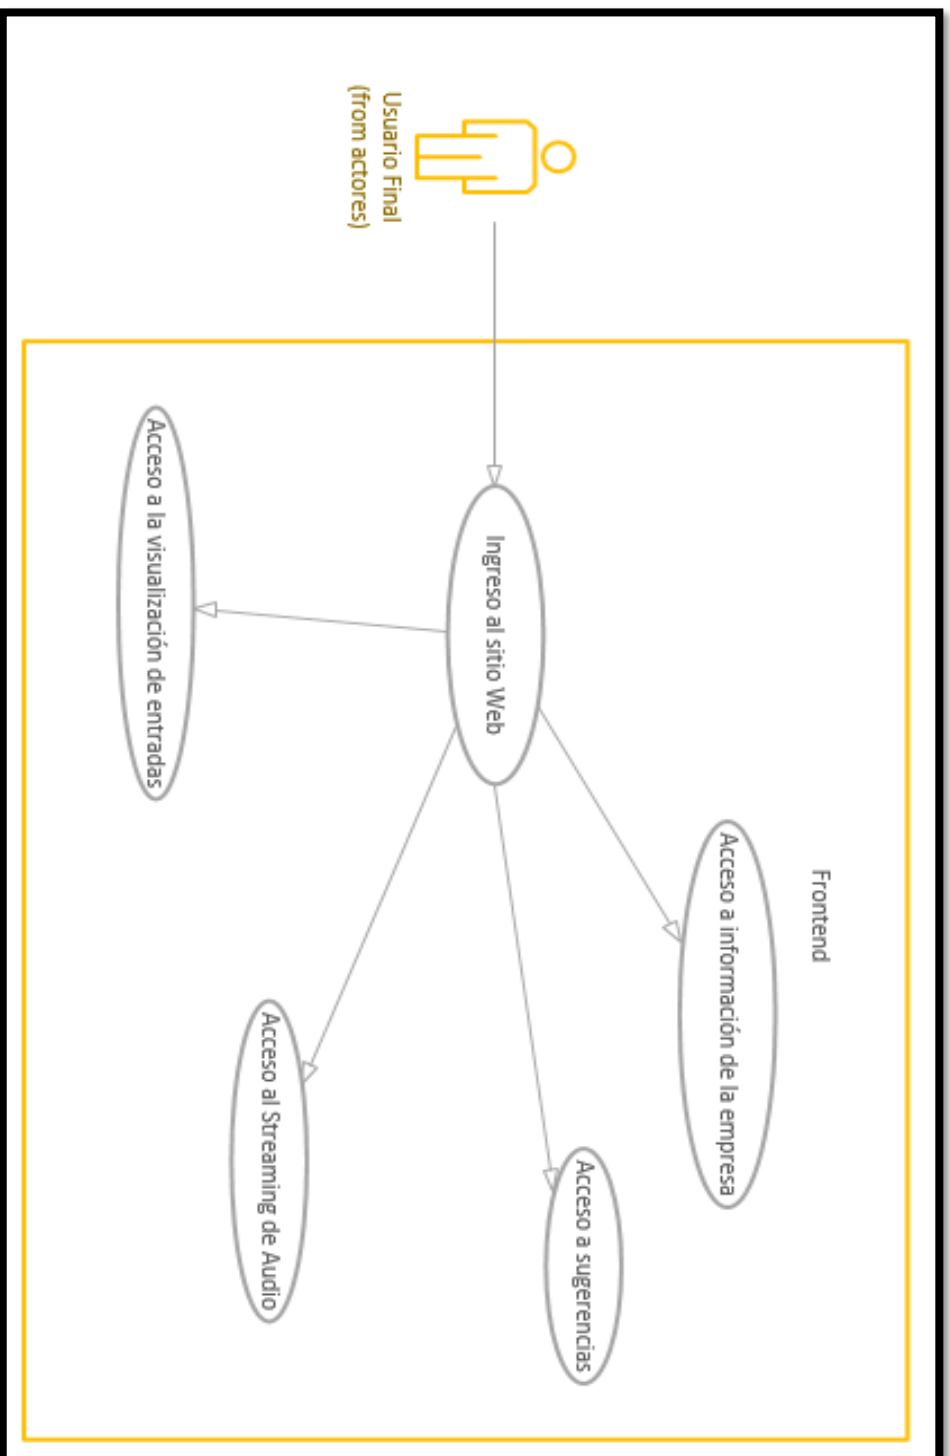 Frontend
Acceso a información de la empresa
Acceso a sugerencias
Ingreso al sitio Web
Usuario Final
(from actores)
Acceso al Streaming de Audio
Acceso a la visualización de entradas